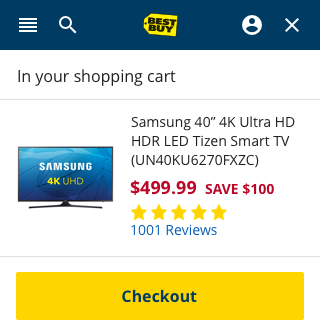 BEST
BUY
In your shopping cart
Samsung 40” 4K Ultra HD
HDR LED Tizen Smart TV
(UN40KU6270FXZC)
SAMSUNG
4K UHD
$499.99 SAVE $100
1001 Reviews
Checkout